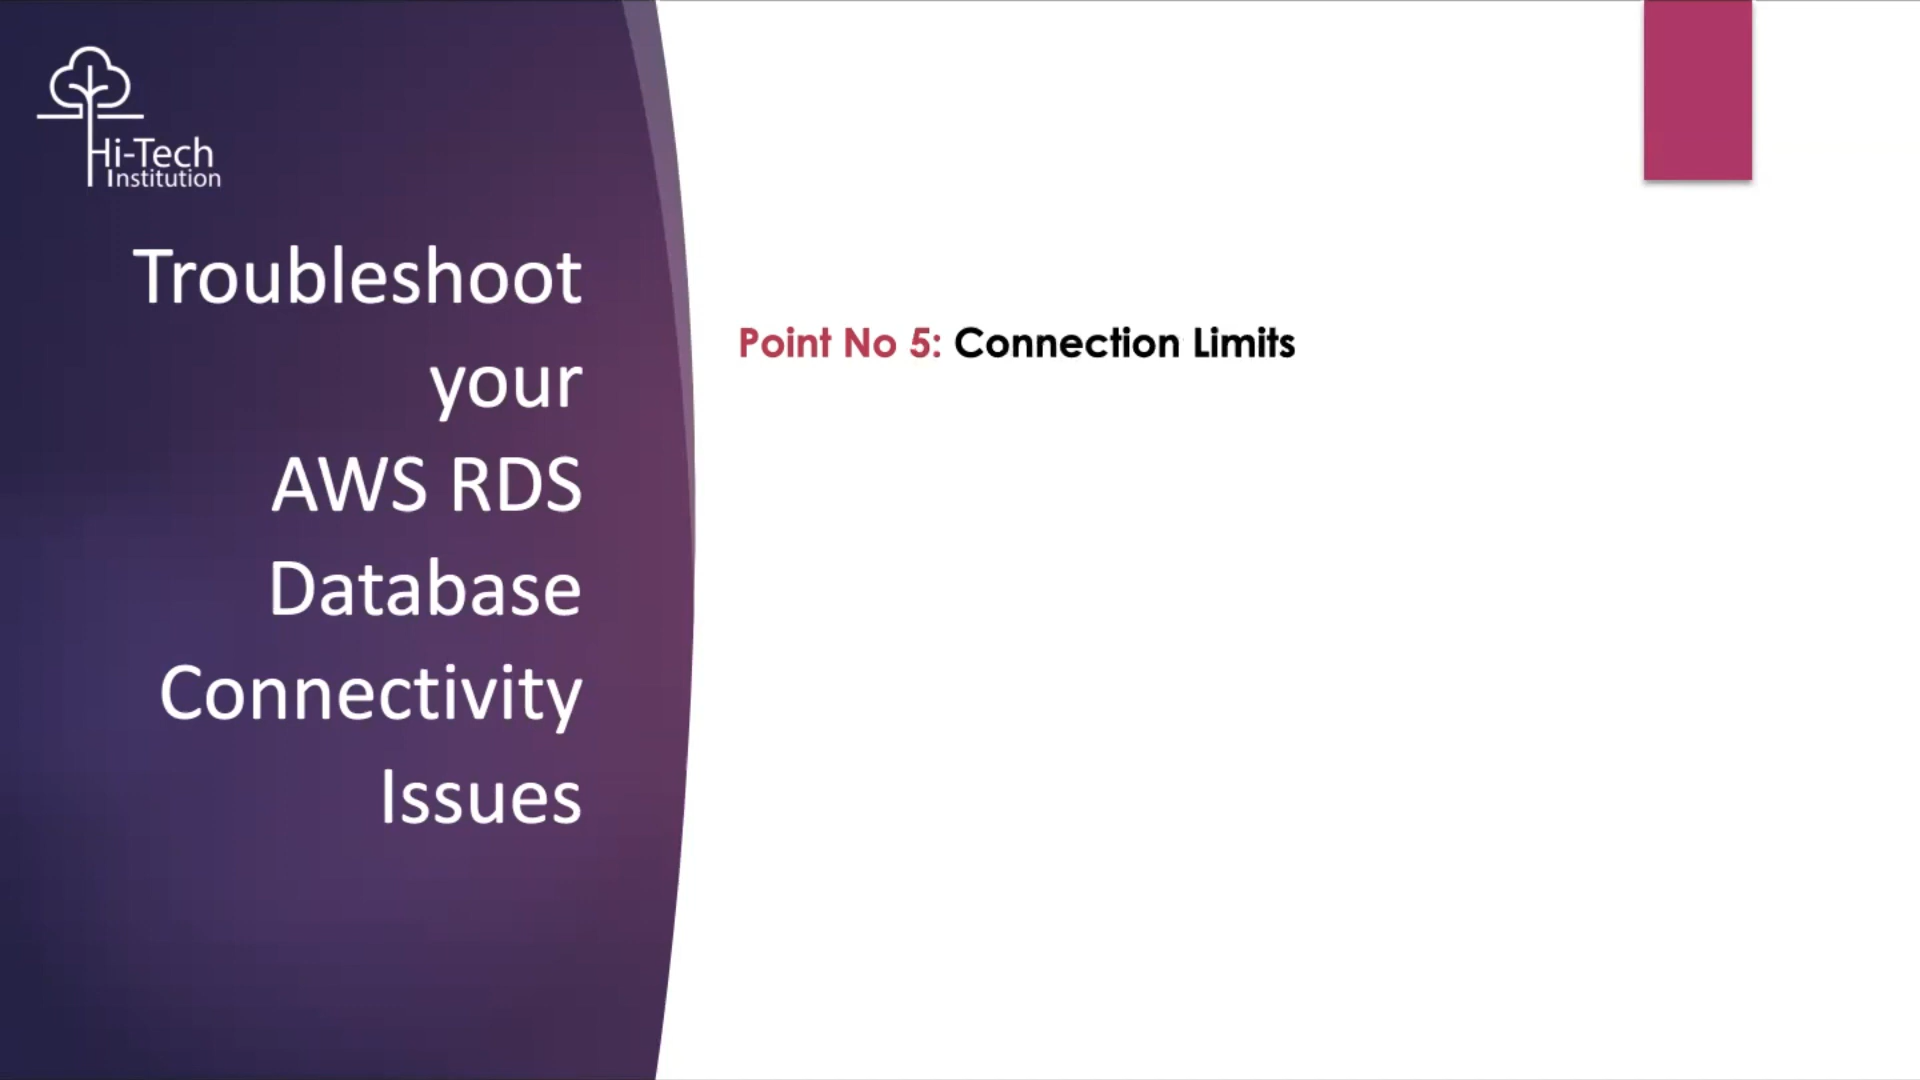 Hi-Tech
Institution
Troubleshoot
your
AWS RDS
Database
Connectivity
Issues
Point No 5: Connection Limits